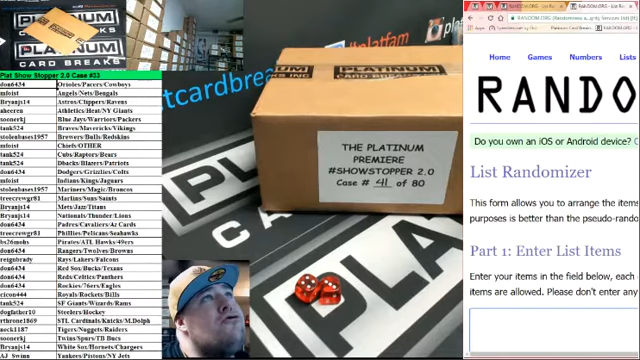 PLATINUM
PLATINUM
CARD BREAKS
Plat Show Stopper 2.0 Case #33
don6434 Orioles/Pacers/Cowboys
mfoist Angels/Nets/Bengals
Bryanjs14 Astros/Clippers/Ravens
sheeren Athletics/Heat/NY Giants
soonerkj Blue Jays/Warriors/Packers
tank524 Braves/Mavericks/Vikings
stolenbases1957 Brewers/Bulls/Redskins
mfoist Chiefs/OTHER
tank524 Cubs/Raptors/Bears
tank524 Dbacks/Blazers/Patriots
don6434 Dodgers/Grizzlies/Colts
mfoist Indians/Kings/Jaguars
stolenbases1957 Mariners/Magic/Broncos
treecrewgr81 Marlins/Suns/Saints
Bryanjs14 Mets/Jazz/Titans
Bryanjs14 Nationals/Thunder/Lions
don6434 Padres/Cavaliers/Az Cards
treecrewgr81 Phillies/Pelicans/Seahawks
bs26mohs Pirates/ATL Hawks/49ers
don6434 Rangers/Twolves/Browns
reignbrady Rays/Lakers/Falcons
don6434 Red Sox/Bucks/Texans
don6434 Reds/Celtics/Panthers
don6434 Rockies/76ers/Eagles
cicon444 Royals/Rockets/Bills
tank524 SF Giants/Wizards/Rams
dogfather10 Steelers/Hockey
rthrone1869 STL Cardinals/Knicks/M.Dolph
neck1187 Tigers/Nuggets/Raiders
soonerkj Twins/Spurs/TB Bucs
Bryanjs14 White Sox/Hornets/Chargers
AJ_Swim Yankees/Pistons/NY Jets
#platfam
tcardbrea
PLATINUM
CARD BREAKS
THE PLATINUM
PREMIERE
#SHOWSTOPPER 2.0
Case # 41 of 80
Home Games Numbers Lists
RANDO
Do you own an iOS or Android device?
List Randomizer
This form allows you to arrange the items
purposes is better than the pseudo-rando
Part 1: Enter List Items
Enter your items in the field below, each
items are allowed. Please don't enter any